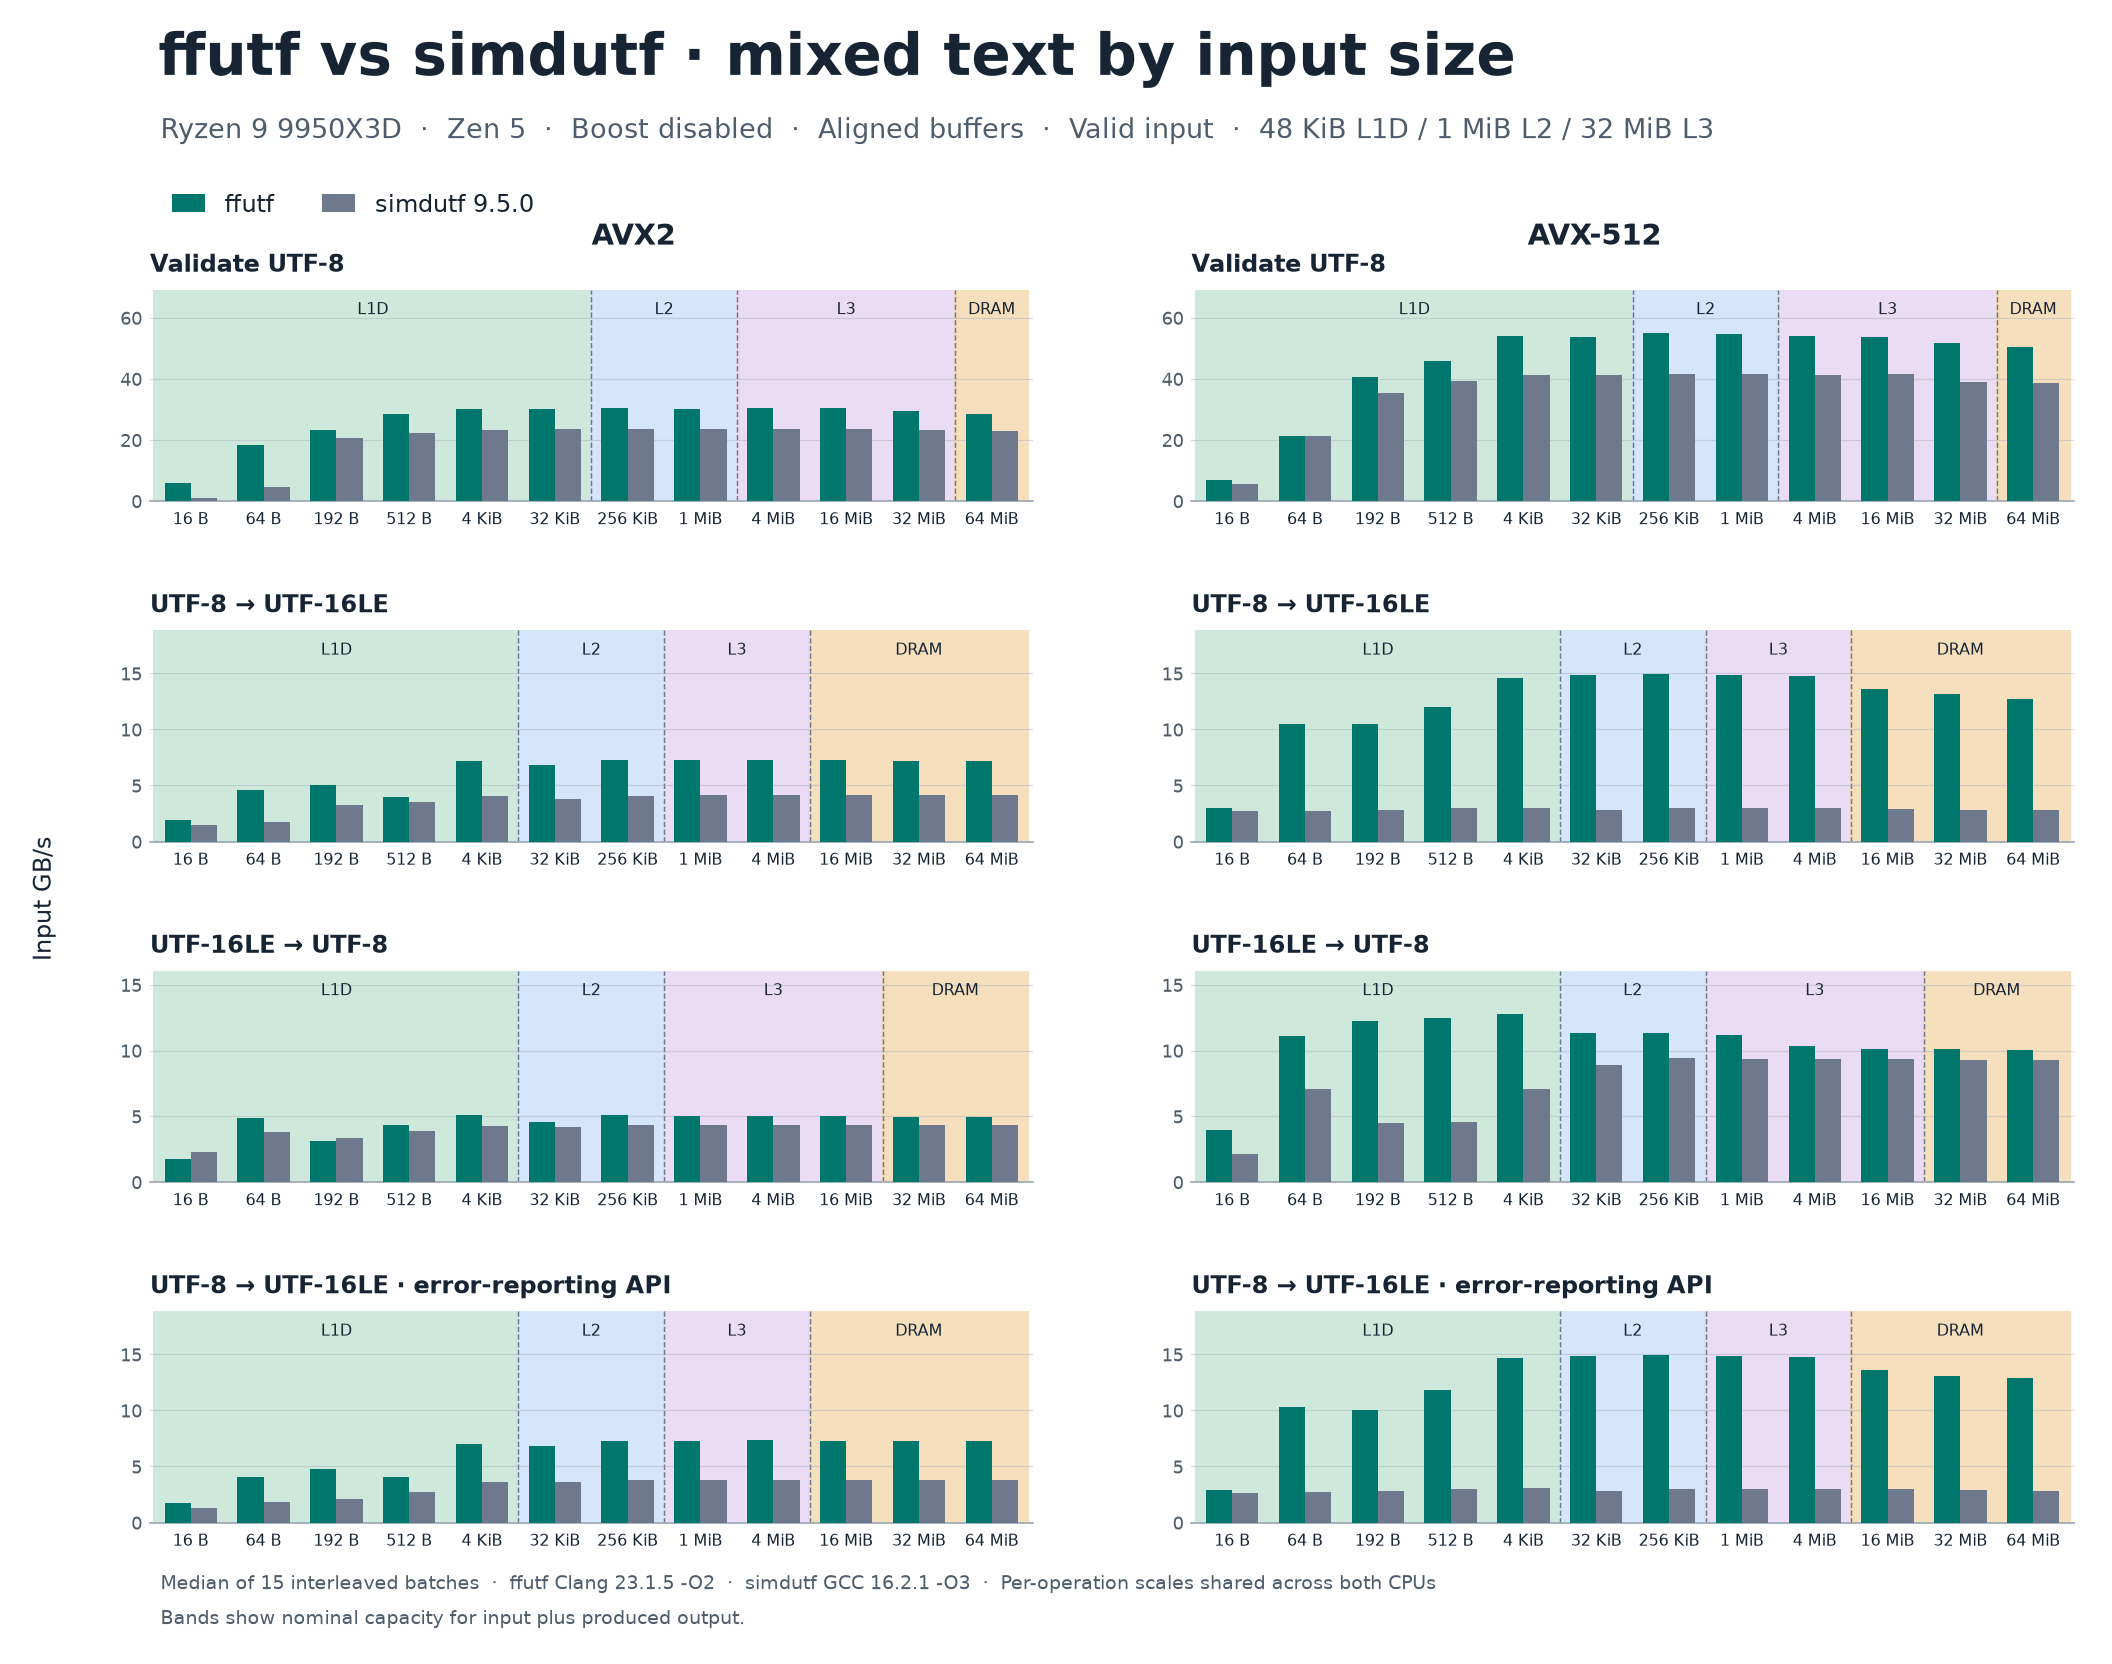 ffutf vs simdutf · mixed text by input size
Ryzen 9 9950X3D · Zen 5 · Boost disabled · Aligned buffers · Valid input · 48 KiB L1D / 1 MiB L2 / 32 MiB L3
ffutf simdutf 9.5.0
AVX2 AVX-512
Validate UTF-8 Validate UTF-8
L1D L2 L3 DRAM L1D L2 L3 DRAM
60 60
40 40
20 20
0 0
16 B 64 B 192 B 512 B 4 KiB 32 KiB 256 KiB 1 MiB 4 MiB 16 MiB 32 MiB 64 MiB 16 B 64 B 192 B 512 B 4 KiB 32 KiB 256 KiB 1 MiB 4 MiB 16 MiB 32 MiB 64 MiB
UTF-8 → UTF-16LE UTF-8 → UTF-16LE
L1D L2 L3 DRAM L1D L2 L3 DRAM
15 15
10 10
5 5
0 0
16 B 64 B 192 B 512 B 4 KiB 32 KiB 256 KiB 1 MiB 4 MiB 16 MiB 32 MiB 64 MiB 16 B 64 B 192 B 512 B 4 KiB 32 KiB 256 KiB 1 MiB 4 MiB 16 MiB 32 MiB 64 MiB
Input GB/s
UTF-16LE → UTF-8 UTF-16LE → UTF-8
15 15
L1D L2 L3 DRAM L1D L2 L3 DRAM
10 10
5 5
0 0
16 B 64 B 192 B 512 B 4 KiB 32 KiB 256 KiB 1 MiB 4 MiB 16 MiB 32 MiB 64 MiB 16 B 64 B 192 B 512 B 4 KiB 32 KiB 256 KiB 1 MiB 4 MiB 16 MiB 32 MiB 64 MiB
UTF-8 → UTF-16LE · error-reporting API UTF-8 → UTF-16LE · error-reporting API
L1D L2 L3 DRAM L1D L2 L3 DRAM
15 15
10 10
5 5
0 0
16 B 64 B 192 B 512 B 4 KiB 32 KiB 256 KiB 1 MiB 4 MiB 16 MiB 32 MiB 64 MiB 16 B 64 B 192 B 512 B 4 KiB 32 KiB 256 KiB 1 MiB 4 MiB 16 MiB 32 MiB 64 MiB
Median of 15 interleaved batches · ffutf Clang 23.1.5 -O2 · simdutf GCC 16.2.1 -O3 · Per-operation scales shared across both CPUs
Bands show nominal capacity for input plus produced output.